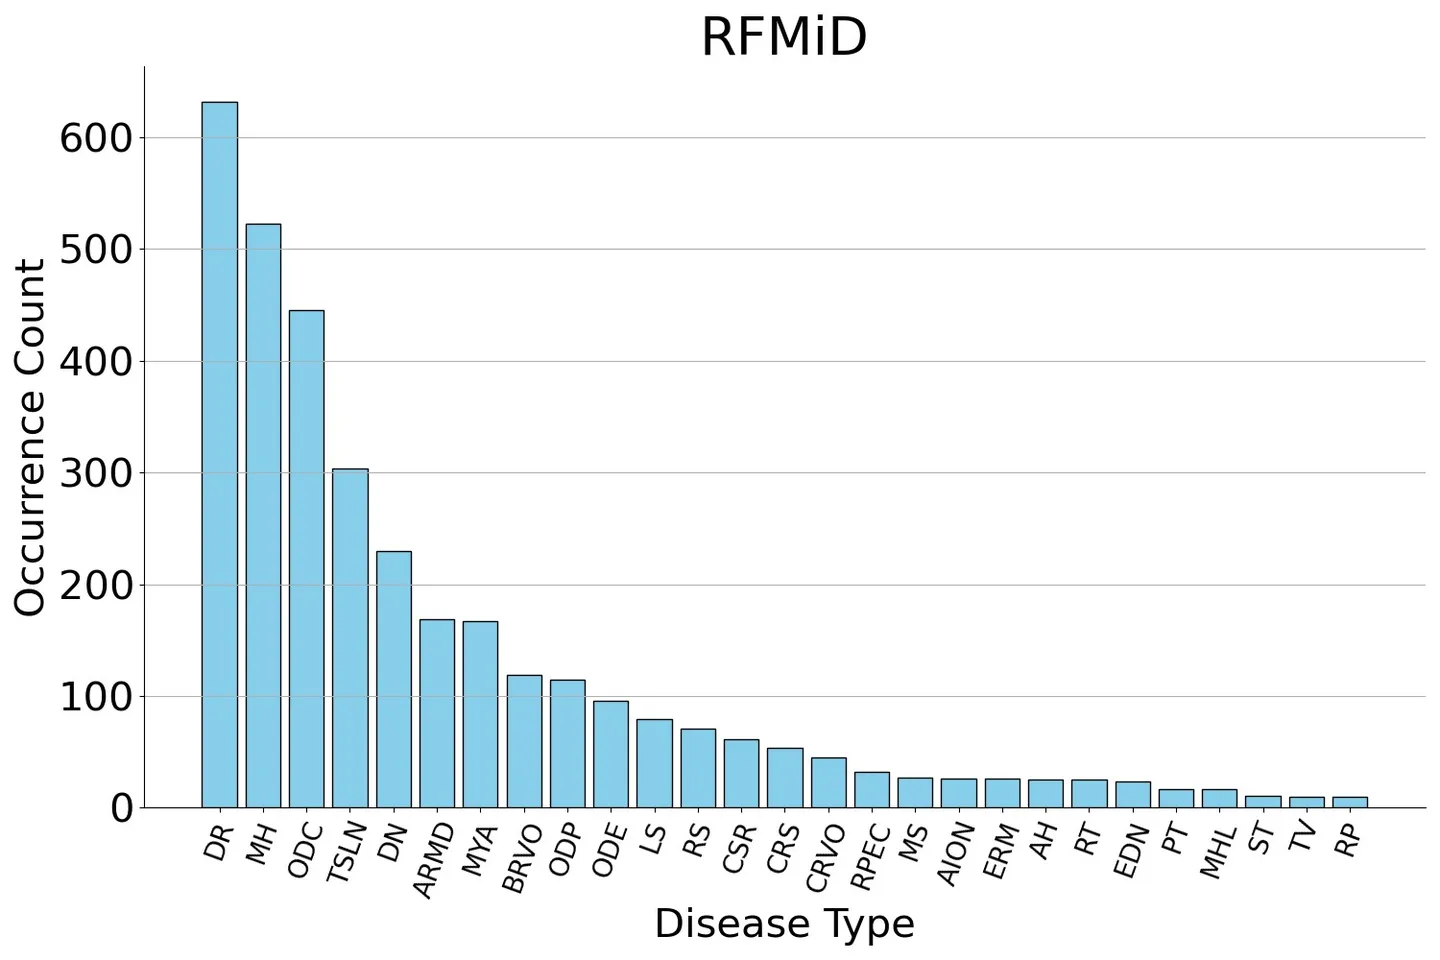 RFMiD
Occurrence Count
600
500
400
300
200
100
0
DR MH ODC TSLN DN ARMD MYA BRVO ODP ODE LS RS CSR CRS CRVO RPEC MS AION ERM AH RT EDN PT MHL ST TV RP
Disease Type